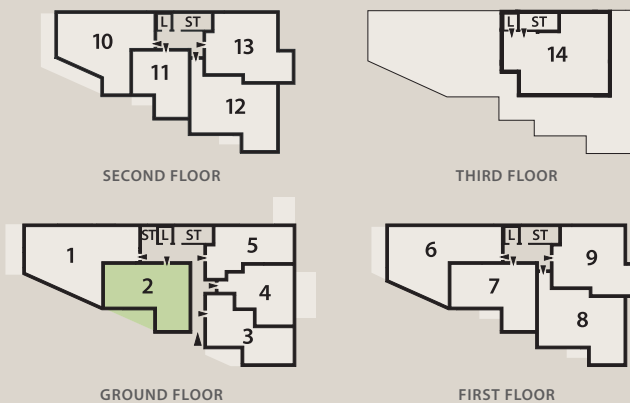 L ST
10
11
13
12
SECOND FLOOR
L ST
14
THIRD FLOOR
ST L ST
1
2
5
4
3
GROUND FLOOR
L ST
6
7
9
8
FIRST FLOOR